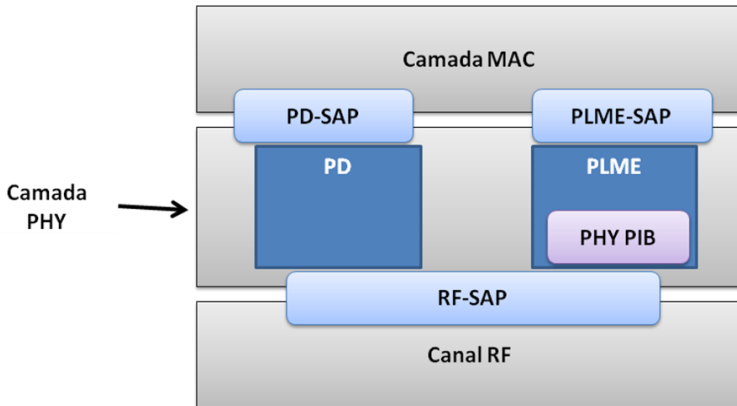 Camada MAC
PD-SAP
PLME-SAP
PD
PLME
Camada
PHY
PHY PIB
RF-SAP
Canal RF